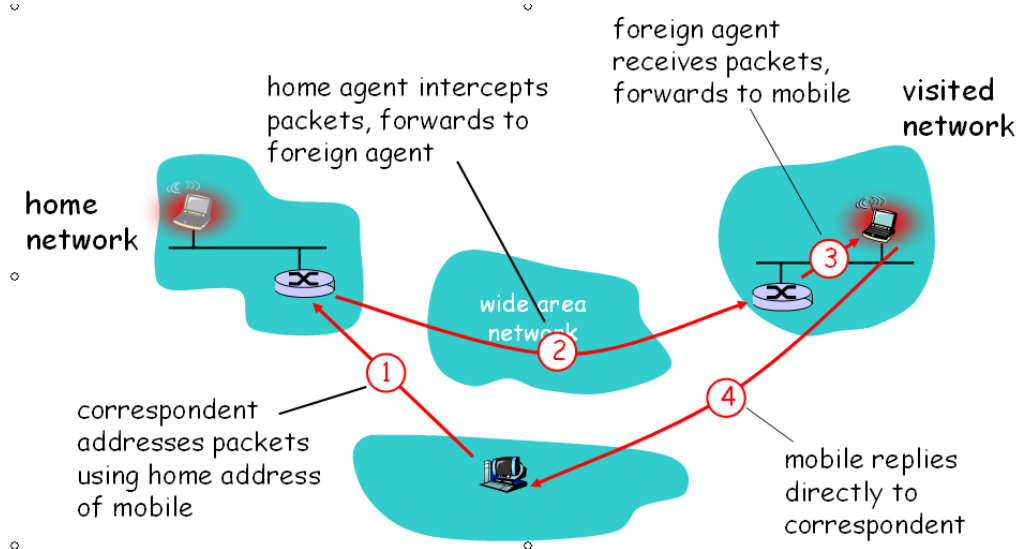 foreign agent
receives packets,
forwards to mobile
visited
network
home agent intercepts
packets, forwards to
foreign agent
home
network
3
wide area
network
2
1
4
correspondent
addresses packets
using home address
of mobile
mobile replies
directly to
correspondent